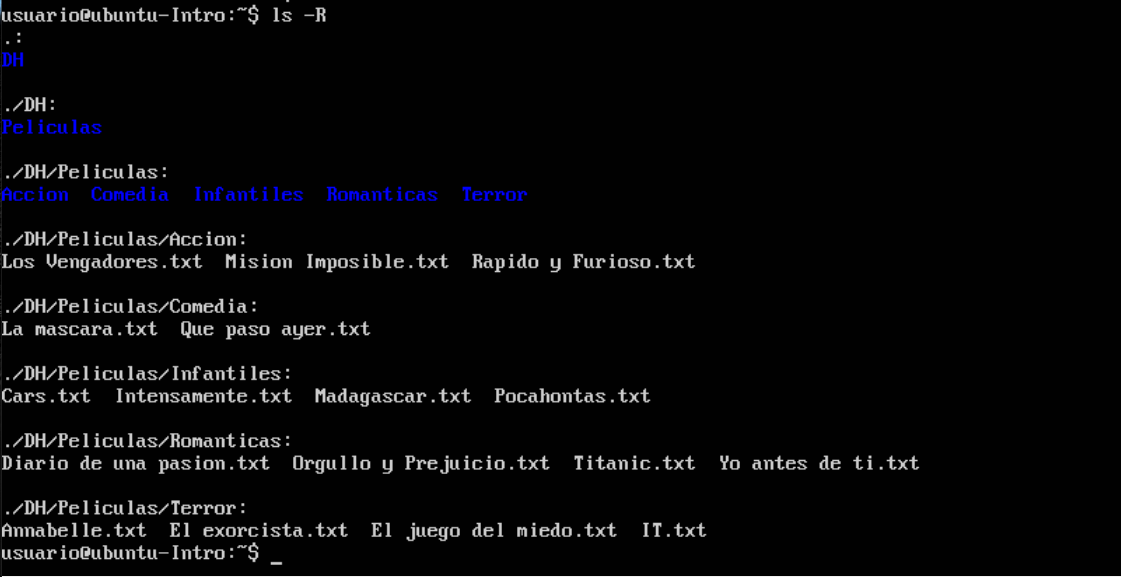 usuario@ubuntu-Intro:~$ ls -R
.:
DH
./DH:
Peliculas
./DH/Peliculas:
Accion  Comedia  Infantiles  Romanticas  Terror
./DH/Peliculas/Accion:
Los Vengadores.txt  Mision Imposible.txt  Rapido y Furioso.txt
./DH/Peliculas/Comedia:
La mascara.txt  Que paso ayer.txt
./DH/Peliculas/Infantiles:
Cars.txt  Intensamente.txt  Madagascar.txt  Pocahontas.txt
./DH/Peliculas/Romanticas:
Diario de una pasion.txt  Orgullo y Prejuicio.txt  Titanic.txt  Yo antes de ti.txt
./DH/Peliculas/Terror:
Annabelle.txt  El exorcista.txt  El juego del miedo.txt  IT.txt
usuario@ubuntu-Intro:~$ _